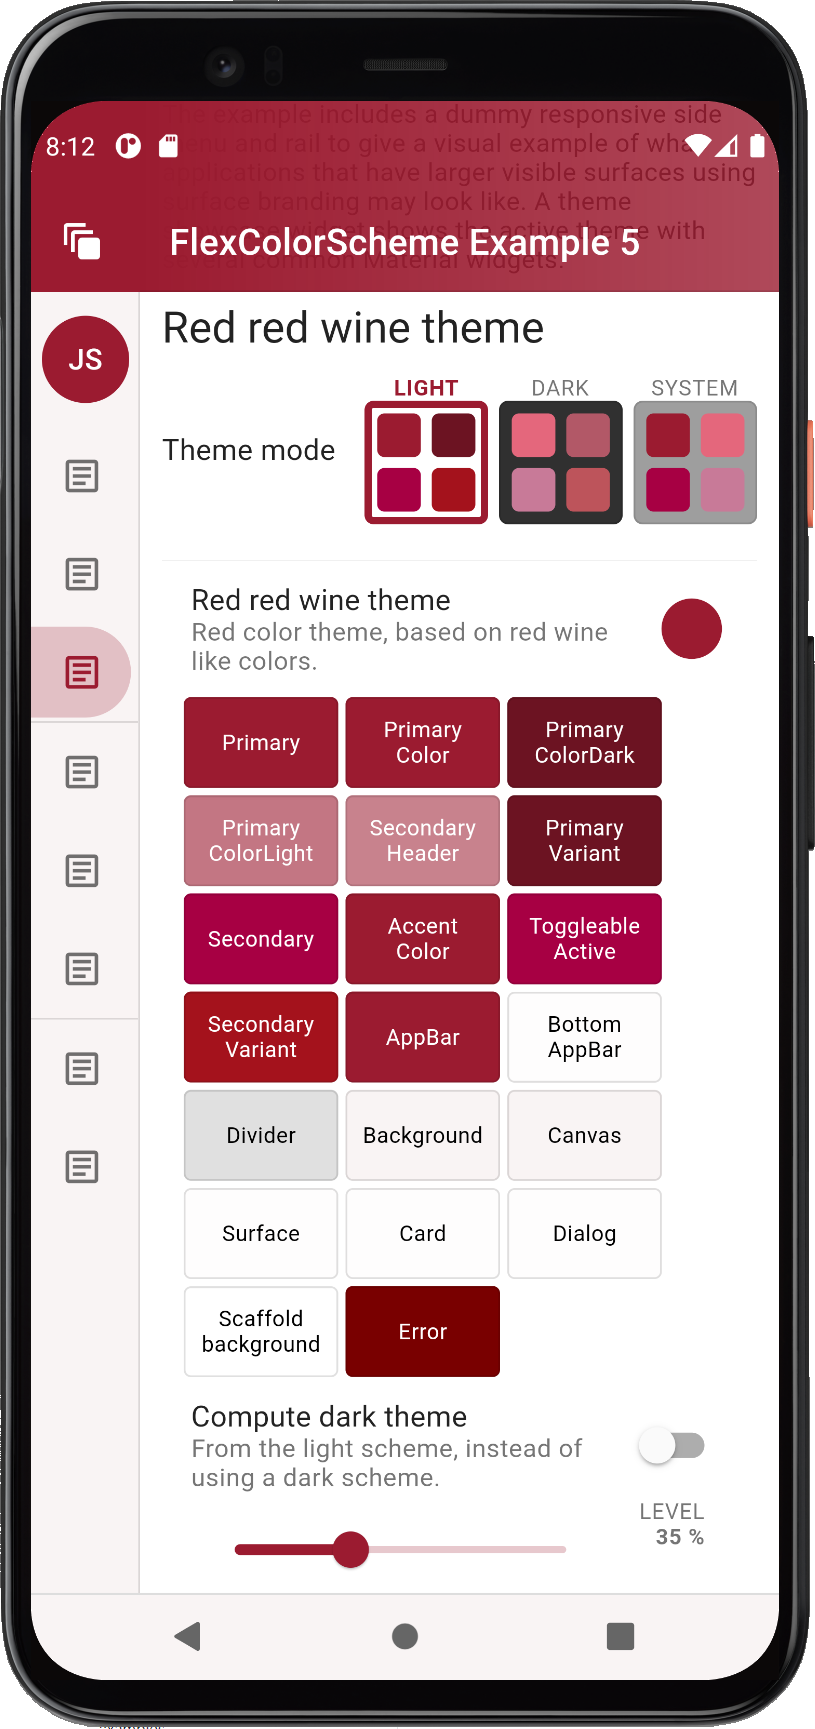 The example includes a dummy responsive side
menu and rail to give a visual example of what
applications that have larger visible surfaces using
surface branding may look like. A theme
shows the active theme with
several common Material widgets.
8:12
FlexColorScheme Example 5
JS
Red red wine theme
LIGHT
DARK
SYSTEM
Theme mode
Red red wine theme
Red color theme, based on red wine
like colors.
Primary
Primary
Color
Primary
ColorDark
Primary
ColorLight
Secondary
Header
Primary
Variant
Secondary
Accent
Color
Toggleable
Active
Secondary
Variant
AppBar
Bottom
AppBar
Divider
Background
Canvas
Surface
Card
Dialog
Scaffold
background
Error
Compute dark theme
From the light scheme, instead of
using a dark scheme.
LEVEL
35 %